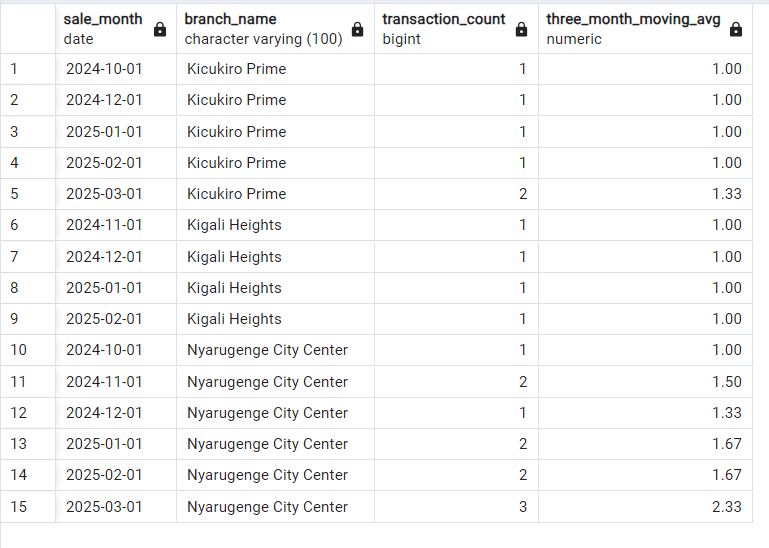 sale_month branch_name transaction_count three_month_moving_avg
date character varying (100) bigint numeric
1 2024-10-01 Kicukiro Prime 1 1.00
2 2024-12-01 Kicukiro Prime 1 1.00
3 2025-01-01 Kicukiro Prime 1 1.00
4 2025-02-01 Kicukiro Prime 1 1.00
5 2025-03-01 Kicukiro Prime 2 1.33
6 2024-11-01 Kigali Heights 1 1.00
7 2024-12-01 Kigali Heights 1 1.00
8 2025-01-01 Kigali Heights 1 1.00
9 2025-02-01 Kigali Heights 1 1.00
10 2024-10-01 Nyarugenge City Center 1 1.00
11 2024-11-01 Nyarugenge City Center 2 1.50
12 2024-12-01 Nyarugenge City Center 1 1.33
13 2025-01-01 Nyarugenge City Center 2 1.67
14 2025-02-01 Nyarugenge City Center 2 1.67
15 2025-03-01 Nyarugenge City Center 3 2.33